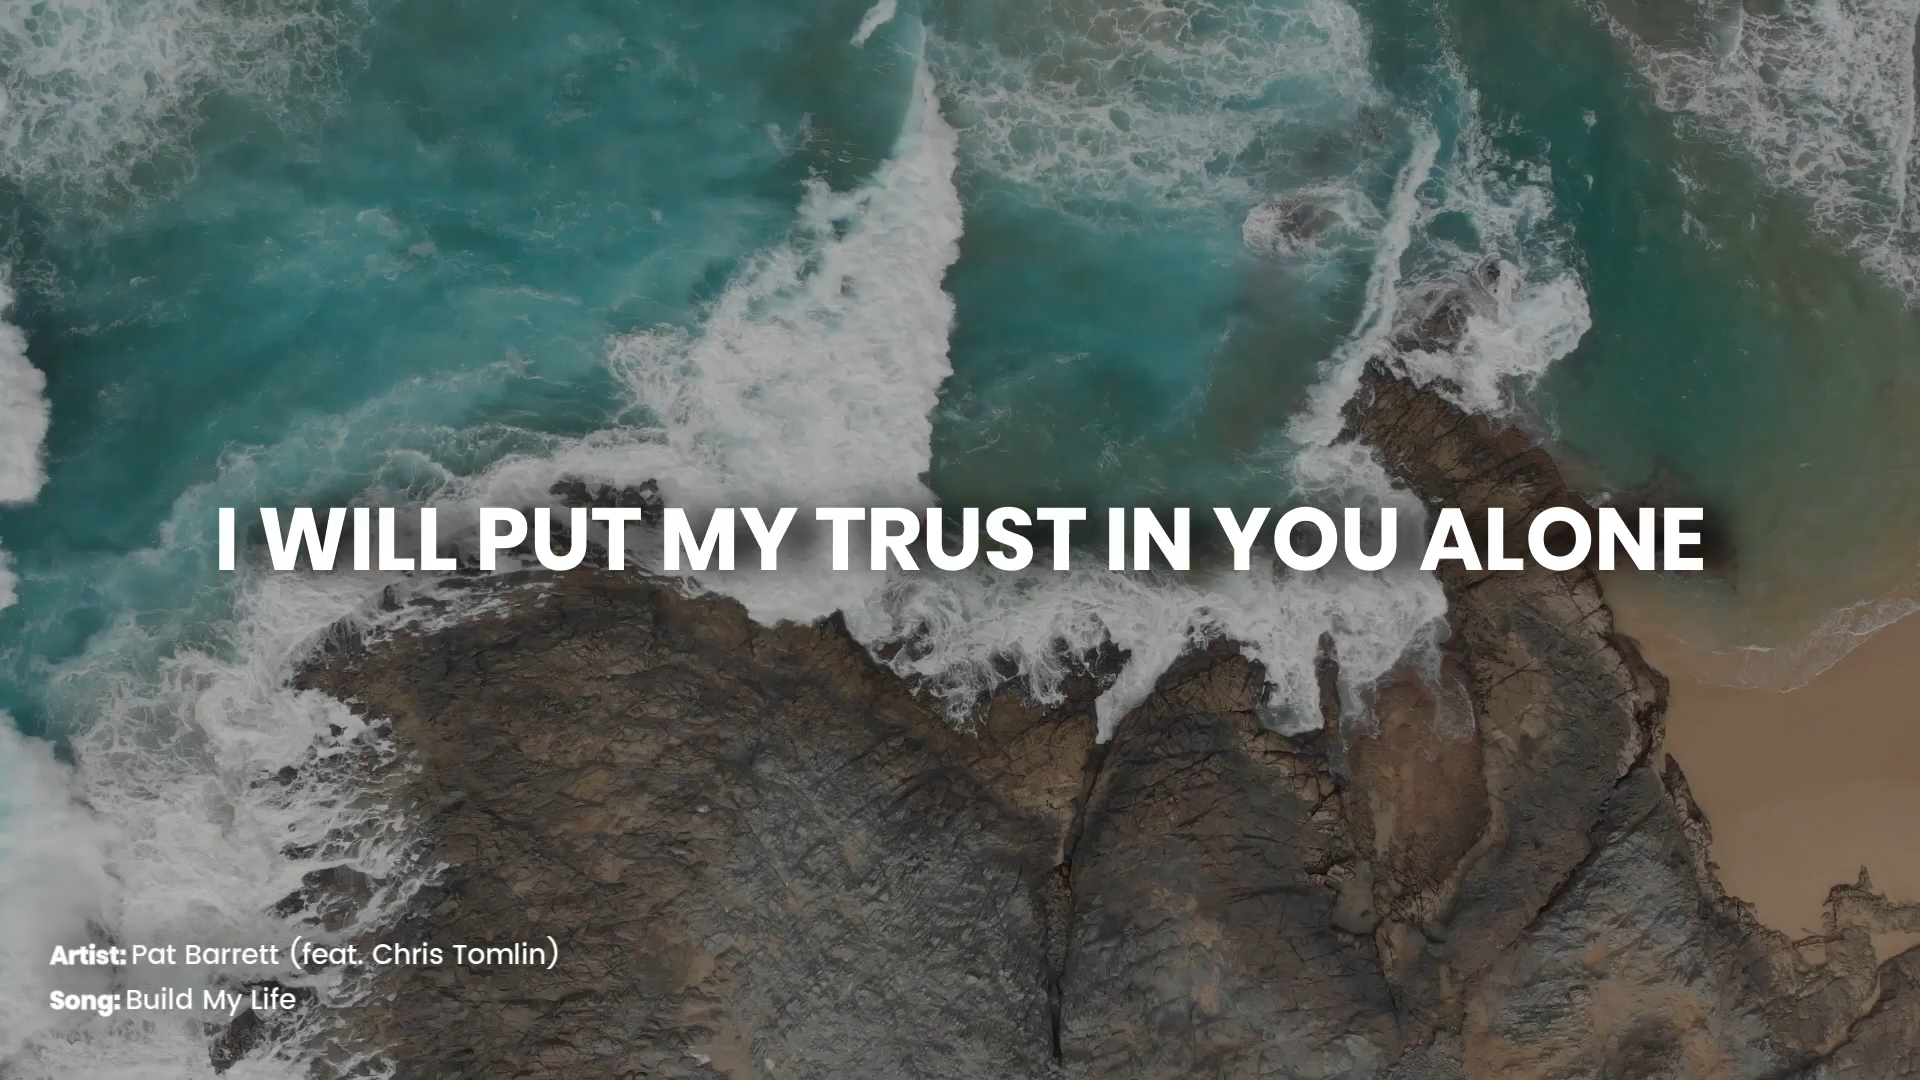 I WILL PUT MY TRUST IN YOU ALONE
Artist: Pat Barrett (feat. Chris Tomlin)
Song: Build My Life